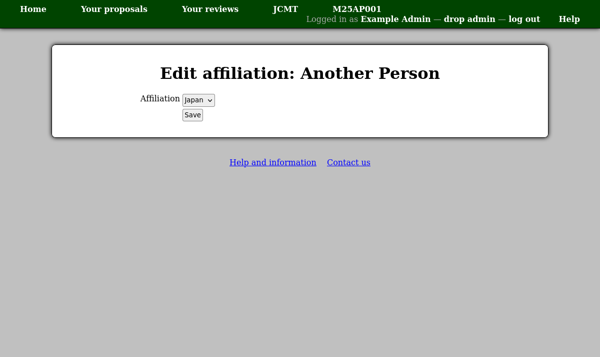 Home Your proposals Your reviews JCMT M25AP001
Logged in as Example Admin — drop admin — log out Help
Edit affiliation: Another Person
Affiliation Japan
Save
Help and information Contact us